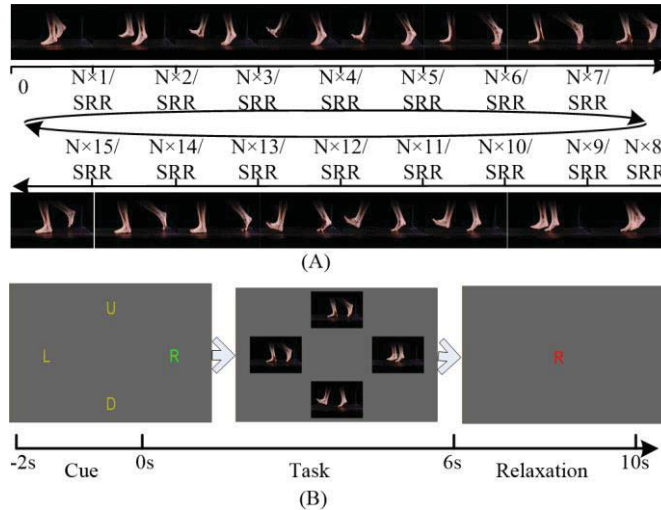 0
N×1/ N×2/ N×3/ N×4/ N×5/ N×6/ N×7/
SRR SRR SRR SRR SRR SRR SRR
N×15/ N×14/ N×13/ N×12/ N×11/ N×10/ N×9/ N×8/
SRR SRR SRR SRR SRR SRR SRR SRR
(A)
U
L R
D
R
-2s 0s 6s 10s
Cue Task Relaxation
(B)